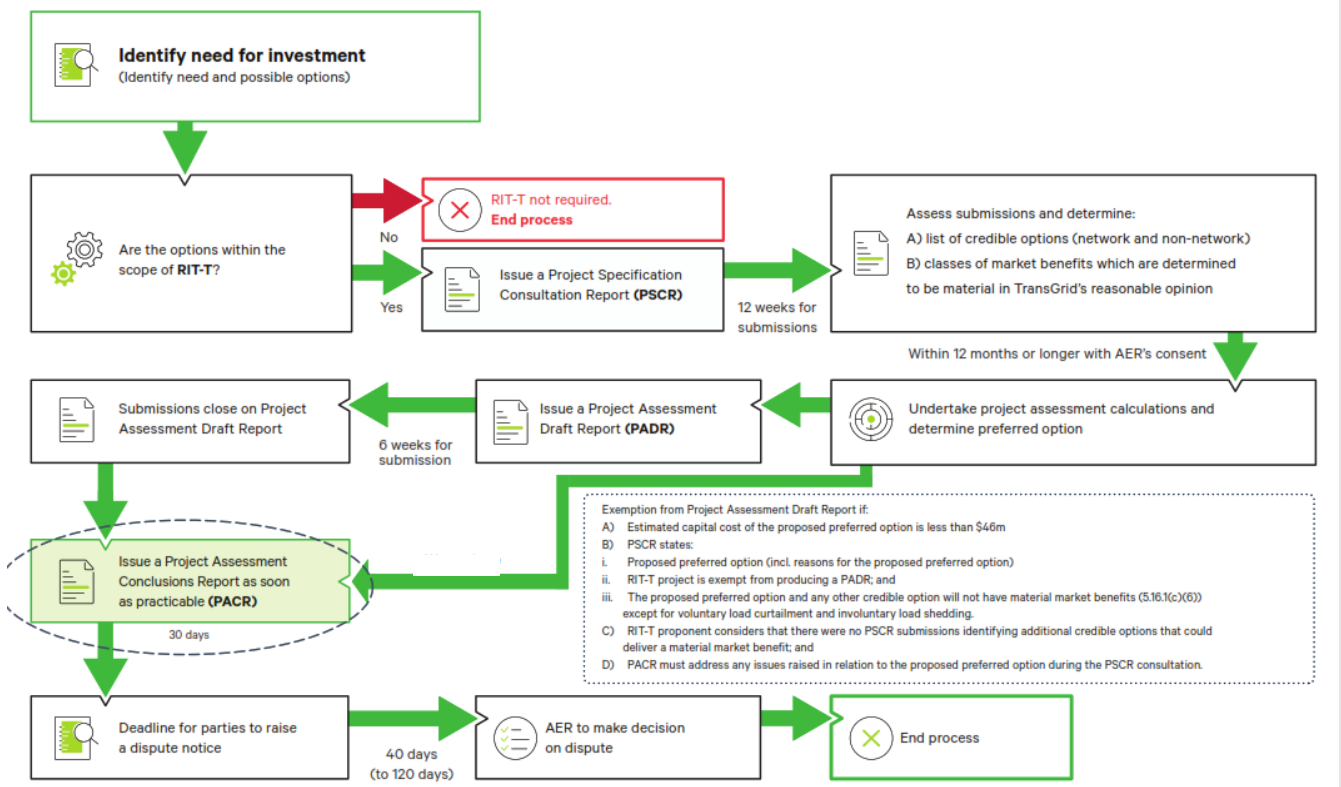 Identify need for investment
(Identify need and possible options)
Are the options within the
scope of RIT-T?
No
Yes
RIT-T not required.
End process
Issue a Project Specification
Consultation Report (PSCR)
12 weeks for
submissions
Assess submissions and determine:
A) list of credible options (network and non-network)
B) classes of market benefits which are determined
to be material in TransGrid's reasonable opinion
Within 12 months or longer with AER's consent
Undertake project assessment calculations and
determine preferred option
Issue a Project Assessment
Draft Report (PADR)
6 weeks for
submission
Submissions close on Project
Assessment Draft Report
Exemption from Project Assessment Draft Report if:
A) Estimated capital cost of the proposed preferred option is less than $46m
B) PSCR states:
i. Proposed preferred option (incl. reasons for the proposed preferred option)
ii. RIT-T project is exempt from producing a PADR; and
iii. The proposed preferred option and any other credible option will not have material market benefits (5.16.1(c)(6))
except for voluntary load curtailment and involuntary load shedding.
C) RIT-T proponent considers that there were no PSCR submissions identifying additional credible options that could
deliver a material market benefit; and
D) PACR must address any issues raised in relation to the proposed preferred option during the PSCR consultation.
Issue a Project Assessment
Conclusions Report as soon
as practicable (PACR)
30 days
Deadline for parties to raise
a dispute notice
40 days
(to 120 days)
AER to make decision
on dispute
End process